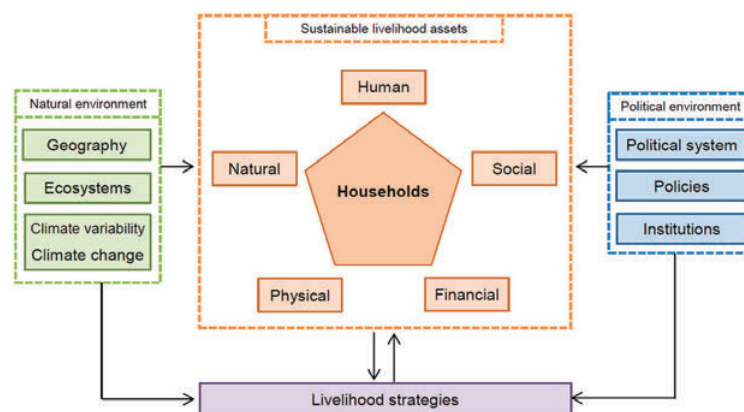 Sustainable livelihood assets
Human
Natural
Social
Households
Physical
Financial
Natural environment
Geography
Ecosystems
Climate variability
Climate change
Political environment
Political system
Policies
Institutions
Livelihood strategies